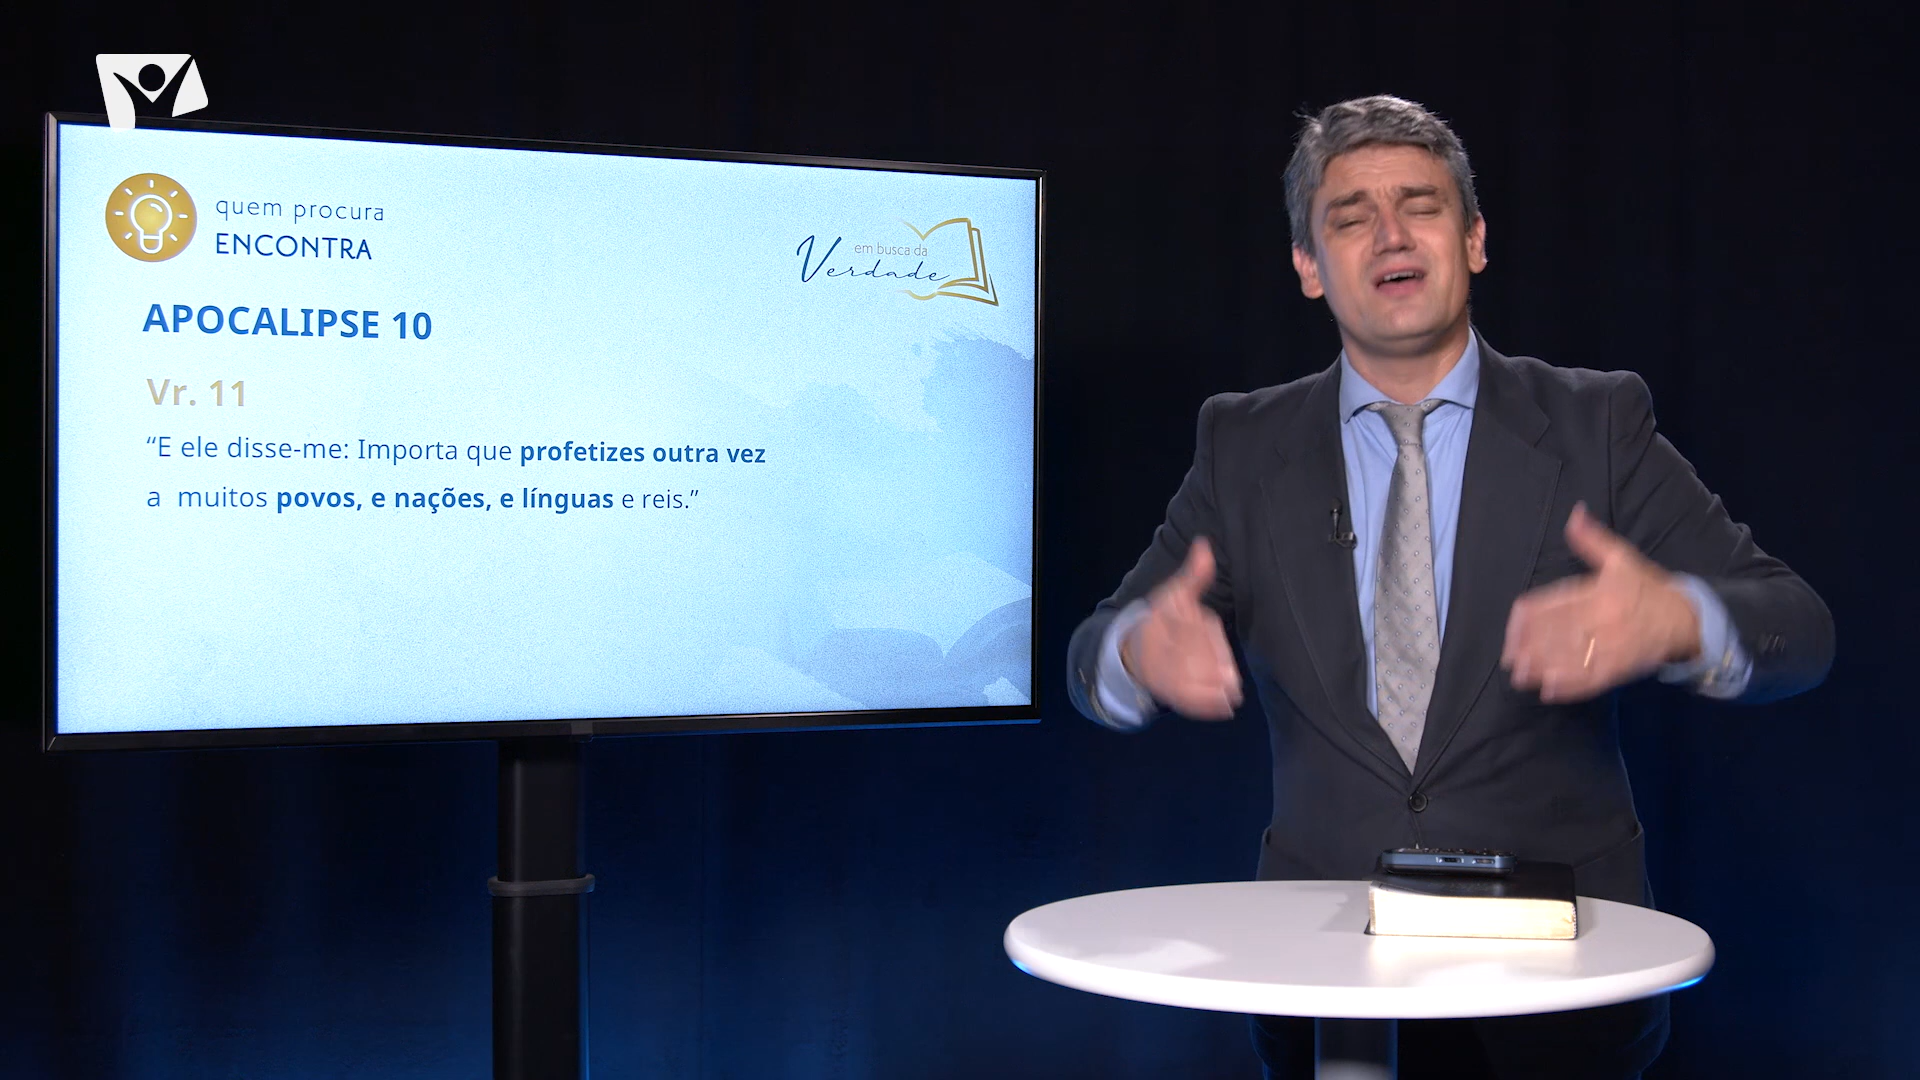 quem procura
ENCONTRA
em busca da
Verdade
APOCALIPSE 10
Vr. 11
“E ele disse-me: Importa que profetizes outra vez
a muitos povos, e nações, e línguas e reis.”